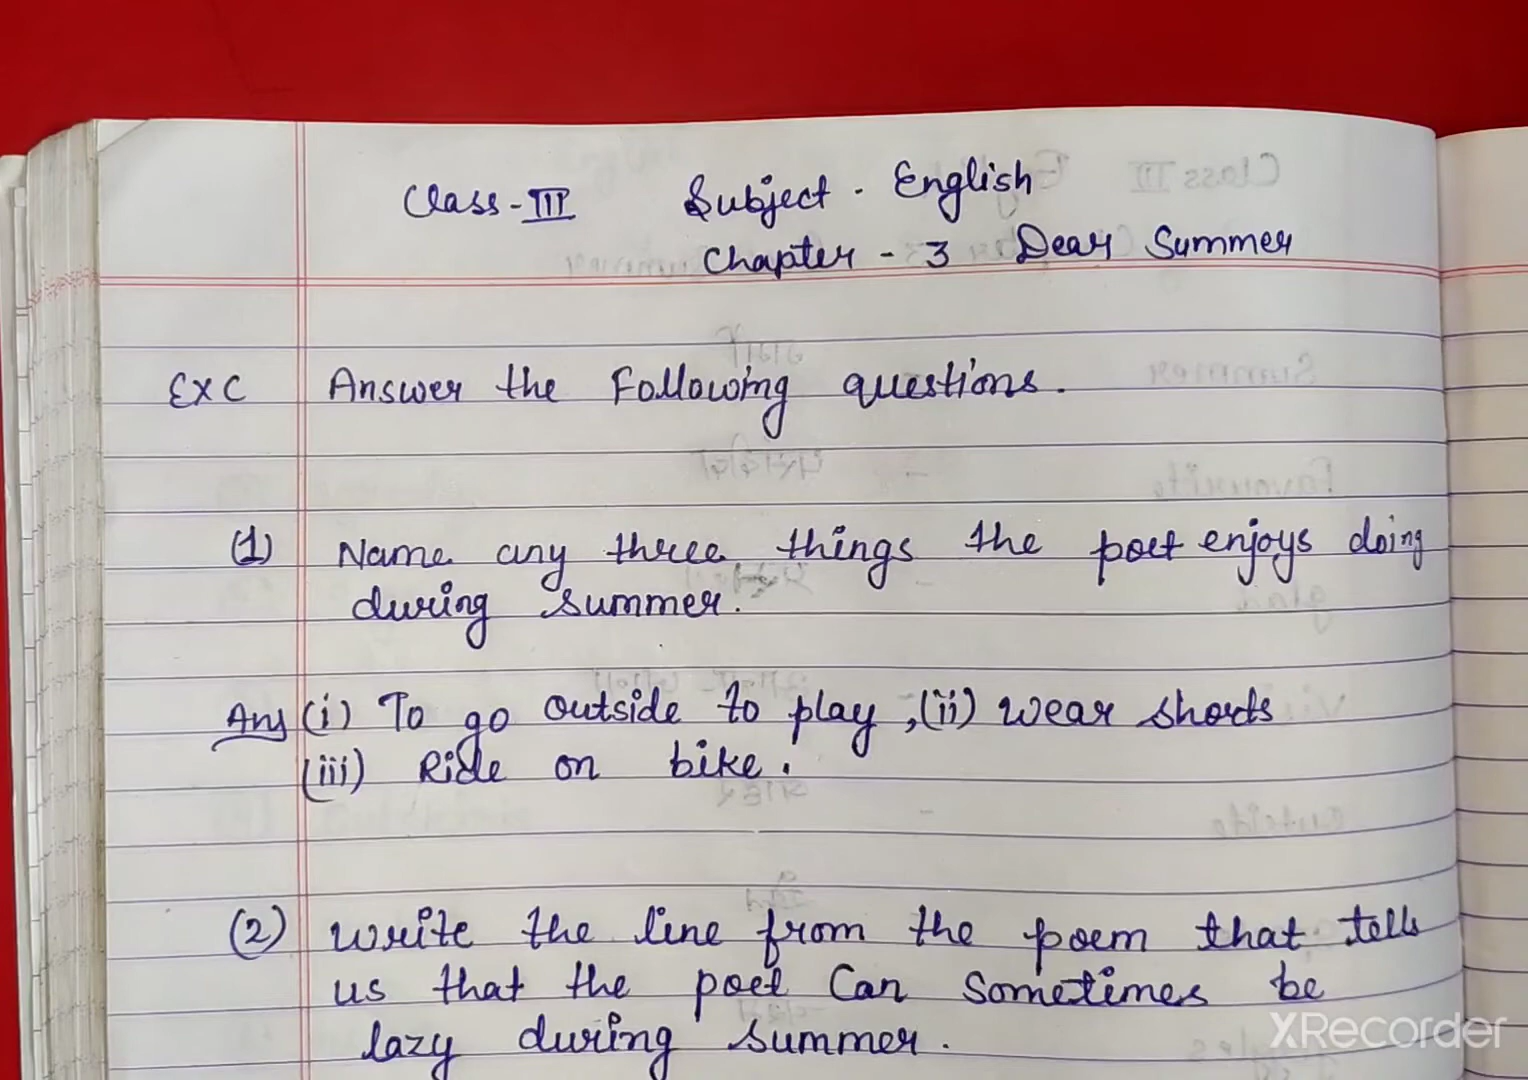 Class-III Subject - English
Chapter - 3 Dear Summer
Ex C Answer the Following questions.
(1) Name any three things the poet enjoys doing
during summer.
Ans (i) To go outside to play, (ii) wear shorts
(iii) Ride on bike.
(2) Write the line from the poem that tells
us that the poet Can Sometimes be
lazy during summer.
XRecorder